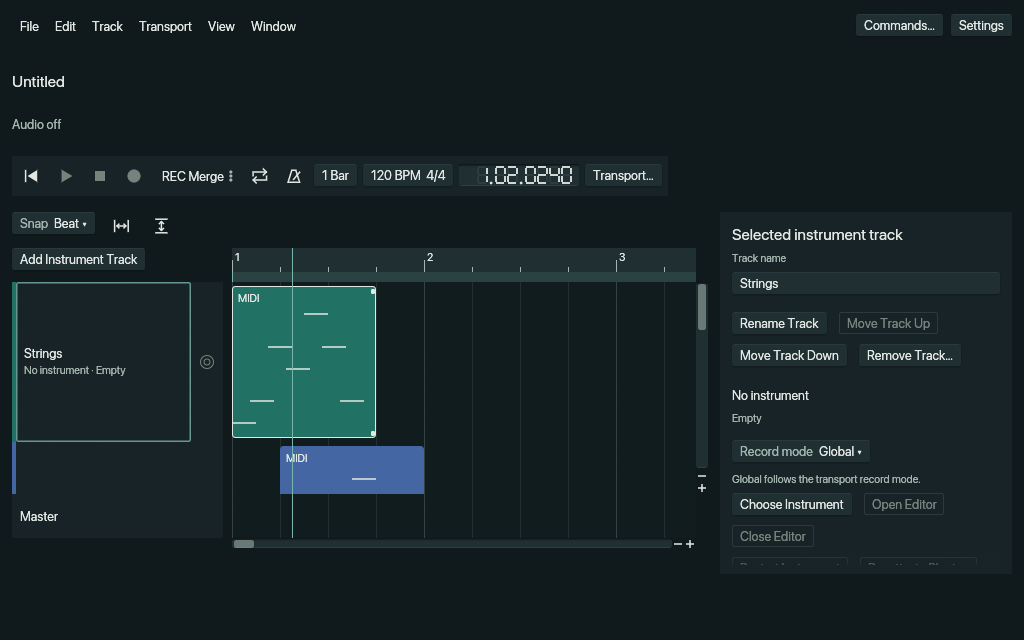 File Edit Track Transport View Window Commands... Settings
Untitled
Audio off
REC Merge 1 Bar 120 BPM 4/4 1.02.0240 Transport...
Snap Beat
Add Instrument Track
1 2 3
MIDI
Strings
No instrument · Empty
MIDI
Master
Selected instrument track
Track name
Strings
Rename Track Move Track Up
Move Track Down Remove Track...
No instrument
Empty
Record mode Global
Global follows the transport record mode.
Choose Instrument Open Editor
Close Editor